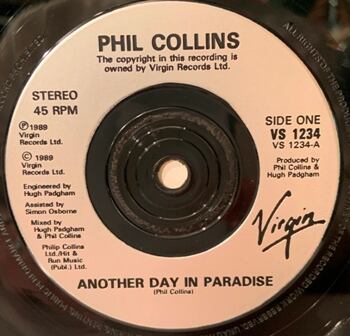 PHIL COLLINS
The copyright in this recording is
owned by Virgin Records Ltd.
STEREO
45 RPM
℗1989
Virgin
Records Ltd.
©1989
Virgin
Records Ltd.
Engineered by
Hugh Padgham
Assisted by
Simon Osborne
Mixed by
Hugh Padgham
& Phil Collins
Philip Collins
Ltd./Hit &
Run Music
(Publ.) Ltd.
SIDE ONE
VS 1234
VS 1234-A
Produced by
Phil Collins &
Hugh Padgham
Virgin
ANOTHER DAY IN PARADISE
(Phil Collins)